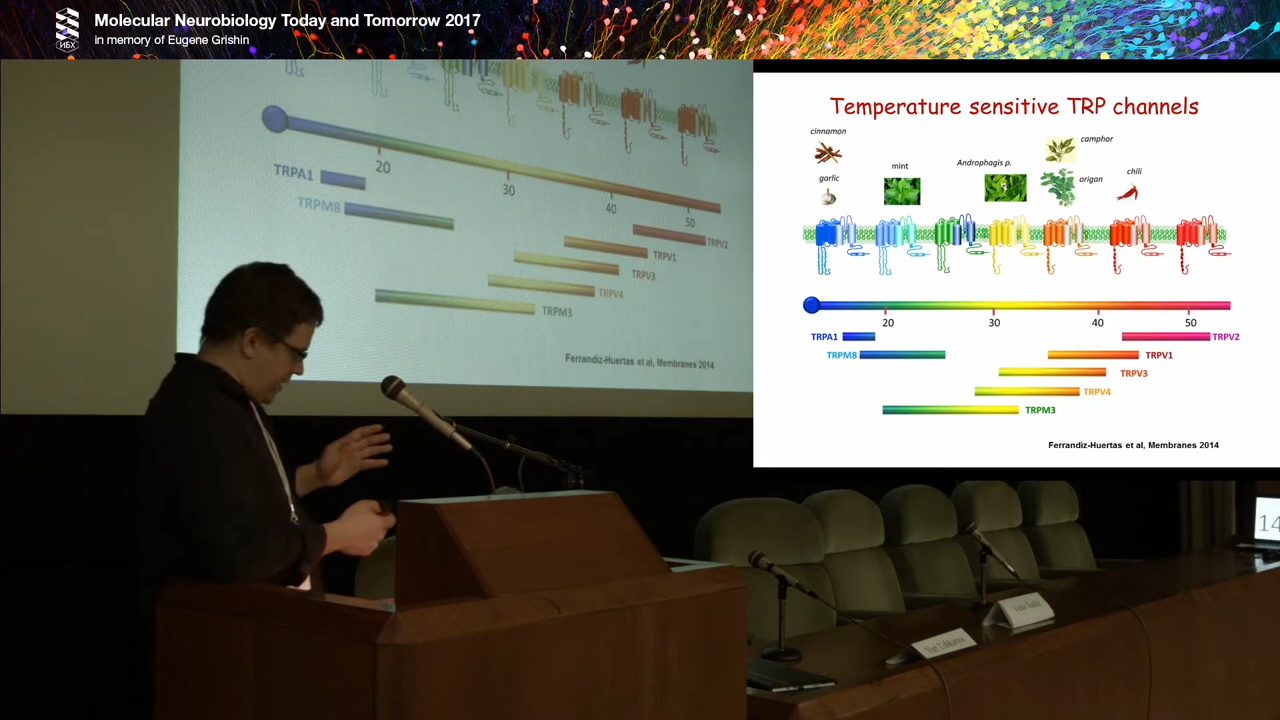 Molecular Neurobiology Today and Tomorrow 2017
in memory of Eugene Grishin
ИБХ
20
30
40
50
TRPA1
TRPM8
TRPV2
TRPV1
TRPV3
TRPV4
TRPM3
Ferrandiz-Huertas et al, Membranes 2014
Temperature sensitive TRP channels
cinnamon
camphor
mint
Androphagis p.
garlic
origan
chili
20
30
40
50
TRPA1
TRPV2
TRPM8
TRPV1
TRPV3
TRPV4
TRPM3
Ferrandiz-Huertas et al, Membranes 2014
14